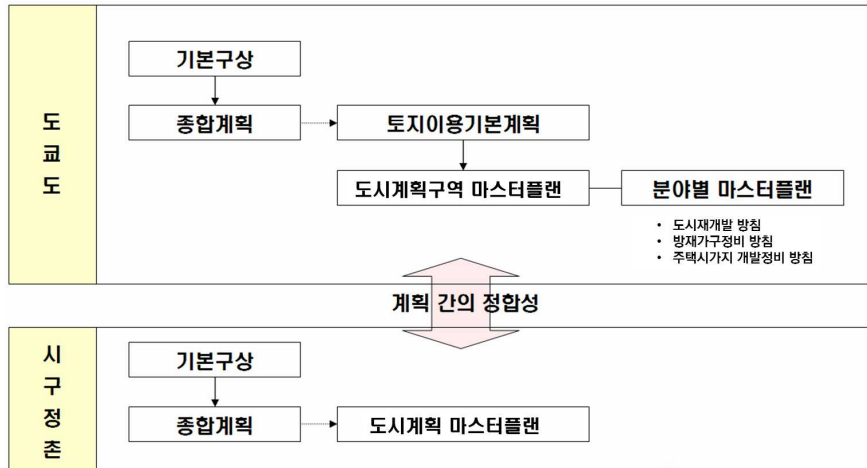 도쿄도
기본구상
종합계획
토지이용기본계획
도시계획구역 마스터플랜
분야별 마스터플랜
• 도시재개발 방침
• 방재가구정비 방침
• 주택시가지 개발정비 방침
계획 간의 정합성
시구정촌
기본구상
종합계획
도시계획 마스터플랜